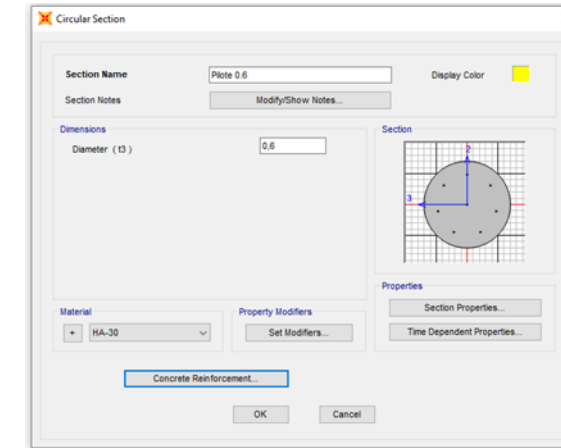 Circular Section
Section Name
Pilote 0.6
Display Color
Section Notes
Modify/Show Notes...
Dimensions
Diameter ( t3 )
0,6
Section
2
3
Properties
Section Properties...
Time Dependent Properties...
Material
+
HA-30
Property Modifiers
Set Modifiers...
Concrete Reinforcement...
OK
Cancel